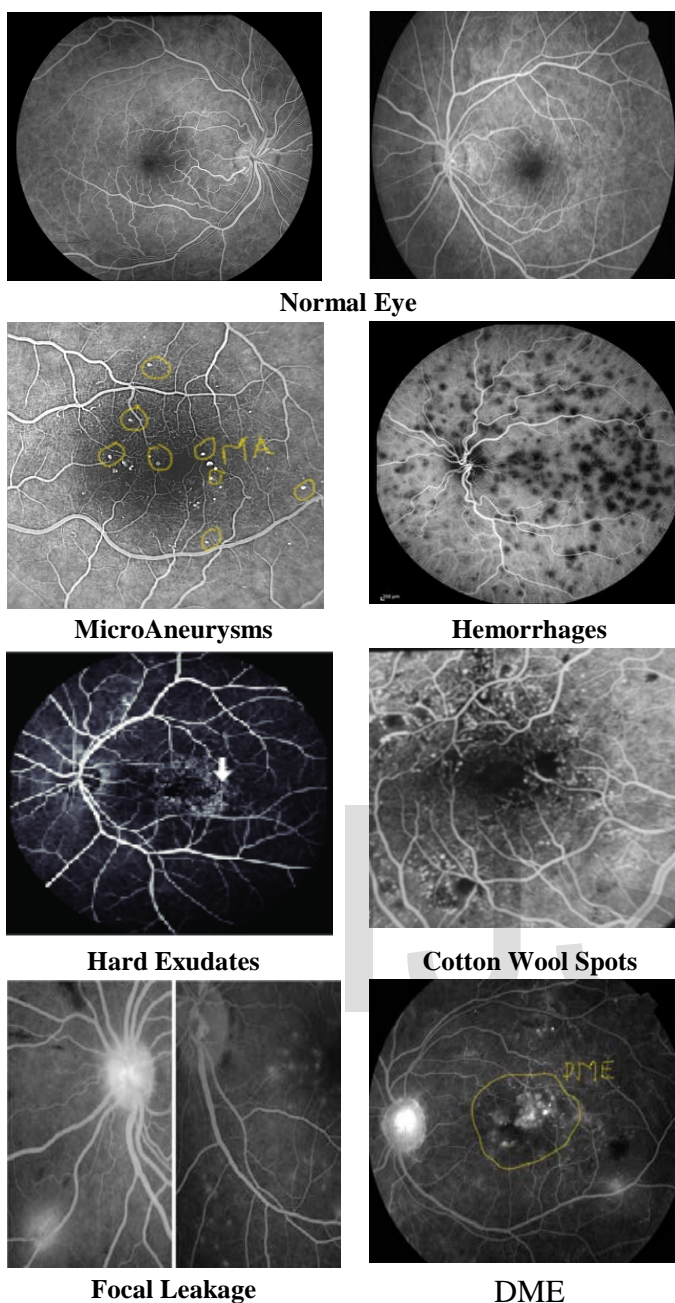 Normal Eye
MA
MicroAneurysms
Hemorrhages
Hard Exudates
Cotton Wool Spots
DME
Focal Leakage
DME